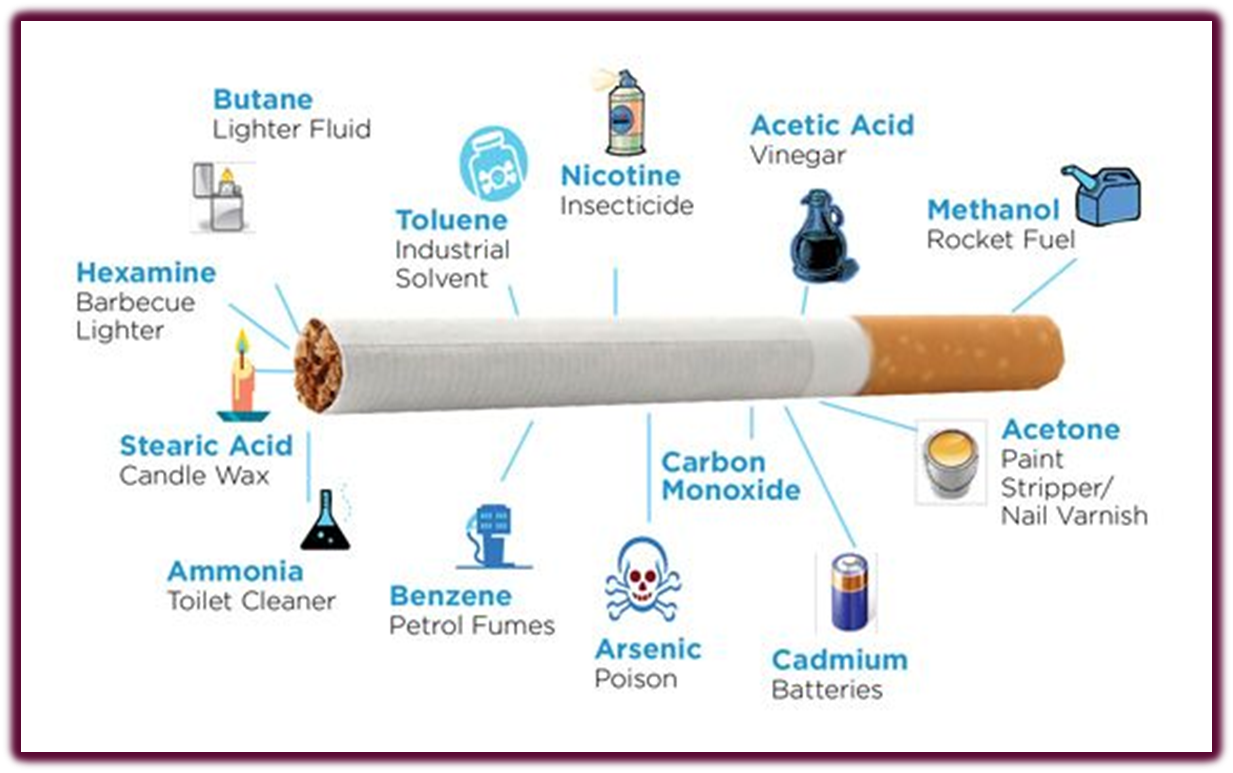 Butane
Lighter Fluid
Toluene
Industrial
Solvent
Nicotine
Insecticide
Acetic Acid
Vinegar
Methanol
Rocket Fuel
Hexamine
Barbecue
Lighter
Stearic Acid
Candle Wax
Ammonia
Toilet Cleaner
Benzene
Petrol Fumes
Arsenic
Poison
Carbon
Monoxide
Cadmium
Batteries
Acetone
Paint
Stripper/
Nail Varnish